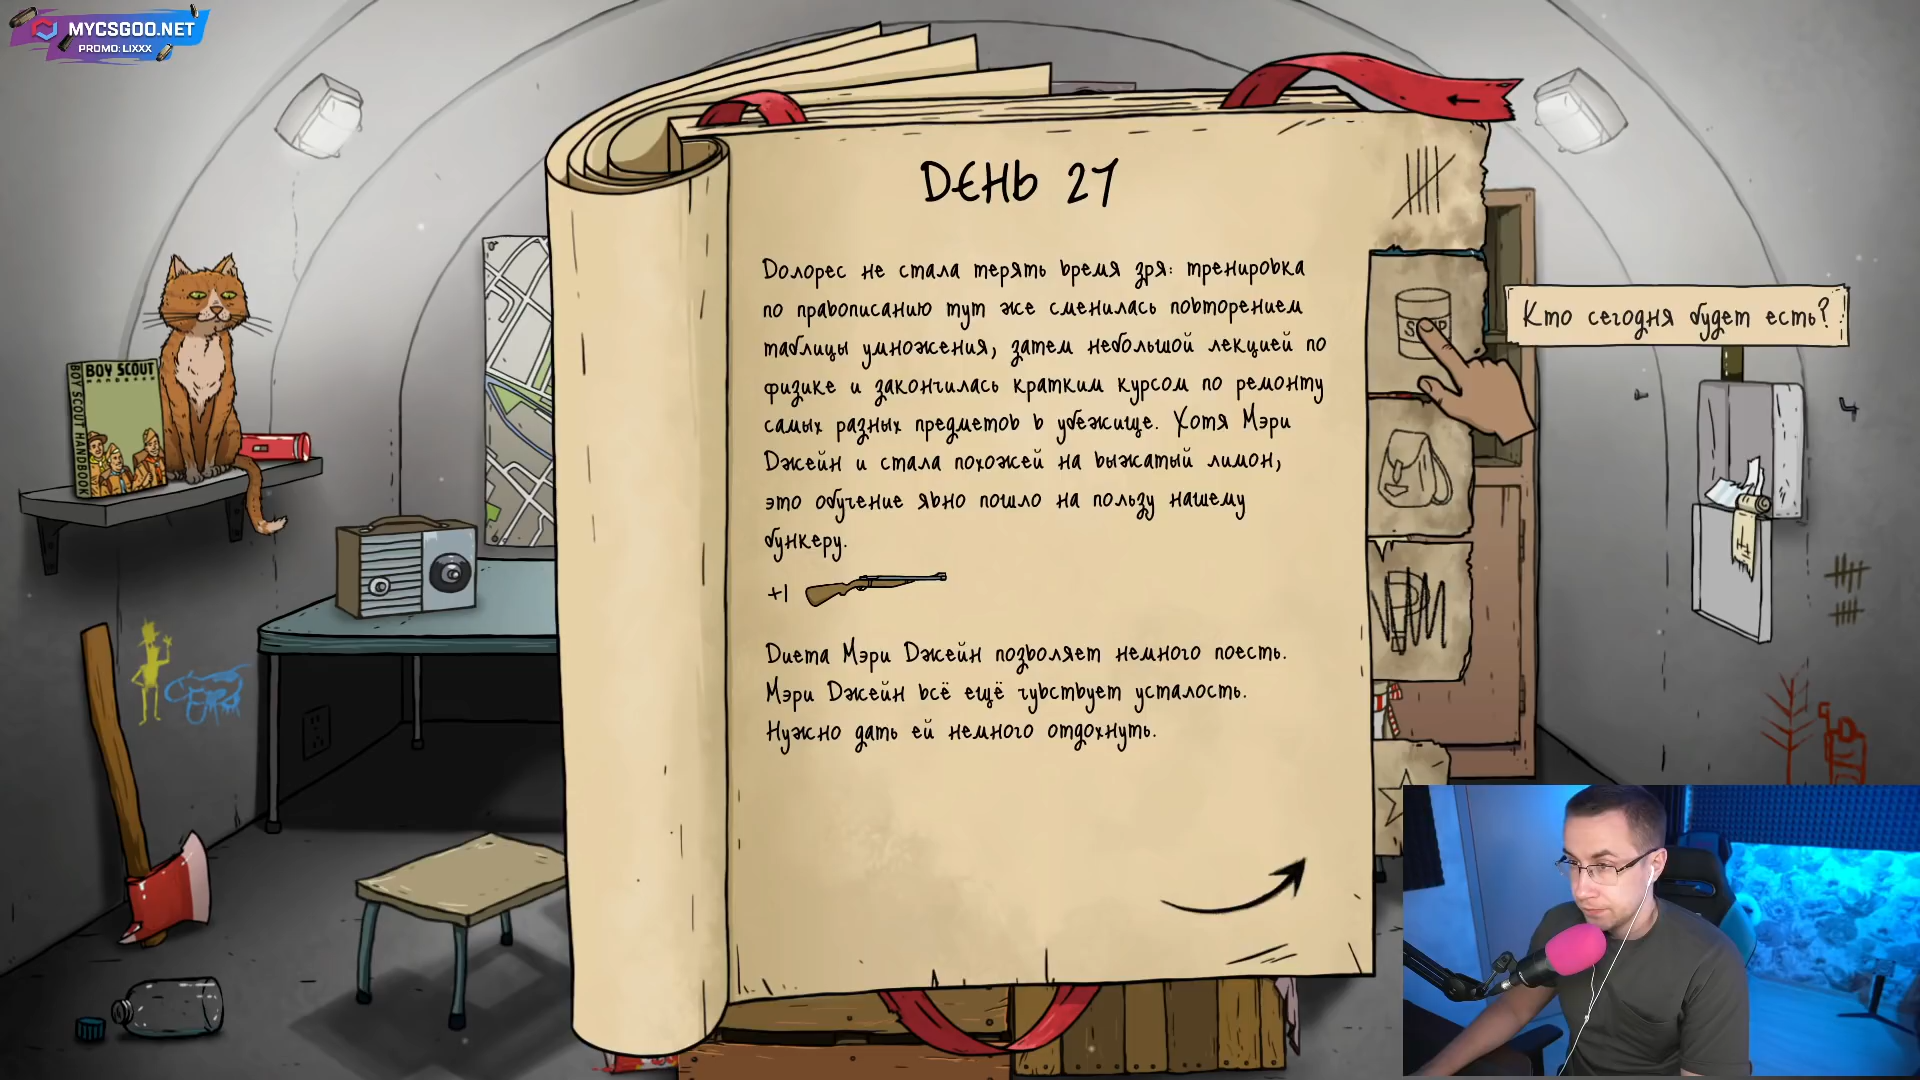 MYCSGOO.NET
PROMO: LIXXX
ДЕНЬ 27
Долорес не стала терять время зря: тренировка
по правописанию тут же сменилась повторением
таблицы умножения, затем небольшой лекцией по
физике и закончилась кратким курсом по ремонту
самых разных предметов в убежище. Хотя Мэри
Джейн и стала похожей на выжатый лимон,
это обучение явно пошло на пользу нашему
бункеру.
+1
Диета Мэри Джейн позволяет немного поесть.
Мэри Джейн всё ещё чувствует усталость.
Нужно дать ей немного отдохнуть.
SOUP
Кто сегодня будет есть?
BOY SCOUT
HANDBOOK
BOY SCOUT HANDBOOK